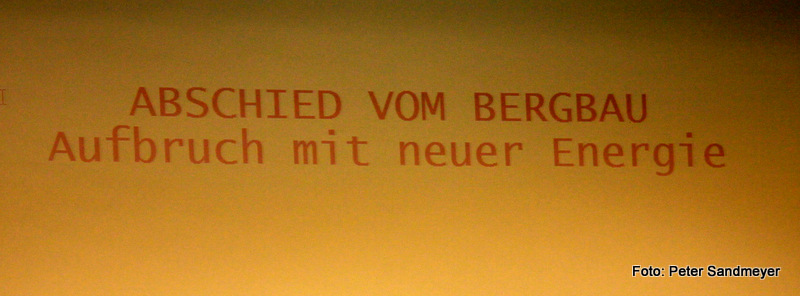 ABSCHIED VOM BERGBAU
Aufbruch mit neuer Energie
Foto: Peter Sandmeyer